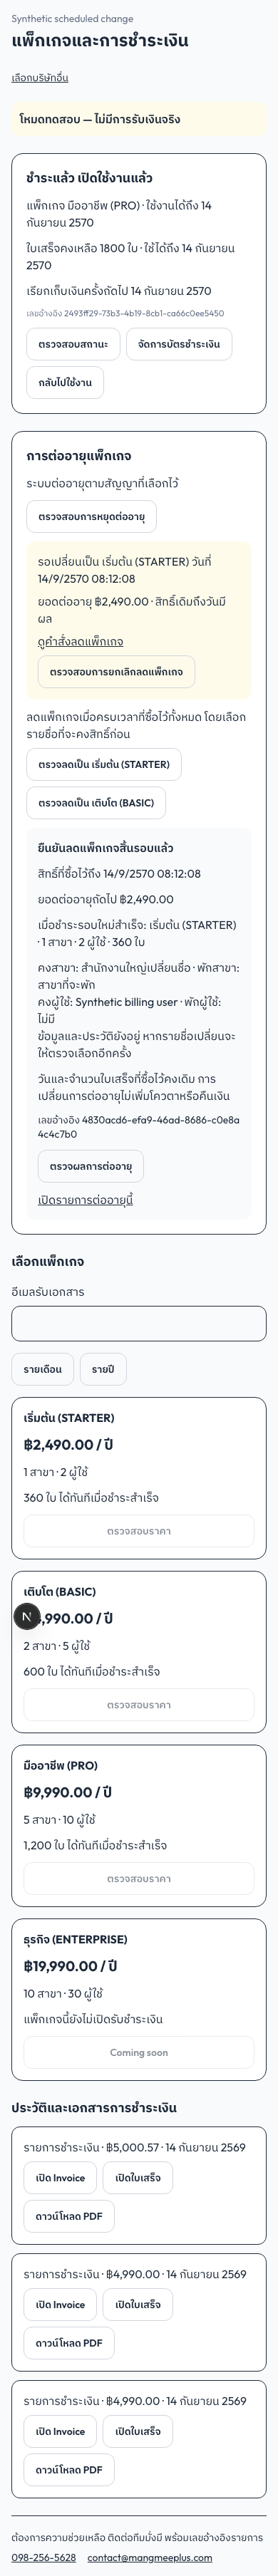 Synthetic scheduled change
แพ็กเกจและการชำระเงิน
เลือกบริษัทอื่น
โหมดทดสอบ — ไม่มีการรับเงินจริง
ชำระแล้ว เปิดใช้งานแล้ว
แพ็กเกจ มืออาชีพ (PRO) · ใช้งานได้ถึง 14
กันยายน 2570
ใบเสร็จคงเหลือ 1800 ใบ · ใช้ได้ถึง 14 กันยายน
2570
เรียกเก็บเงินครั้งถัดไป 14 กันยายน 2570
เลขอ้างอิง 2493ff29-73b3-4b19-8cb1-ca66c0ee5450
ตรวจสอบสถานะ
จัดการบัตรชำระเงิน
กลับไปใช้งาน
การต่ออายุแพ็กเกจ
ระบบต่ออายุตามสัญญาที่เลือกไว้
ตรวจสอบการหยุดต่ออายุ
รอเปลี่ยนเป็น เริ่มต้น (STARTER) วันที่
14/9/2570 08:12:08
ยอดต่ออายุ ฿2,490.00 · สิทธิ์เดิมถึงวันมี
ผล
ดูคำสั่งลดแพ็กเกจ
ตรวจสอบการยกเลิกลดแพ็กเกจ
ลดแพ็กเกจเมื่อครบเวลาที่ซื้อไว้ทั้งหมด โดยเลือก
รายชื่อที่จะคงสิทธิ์ก่อน
ตรวจลดเป็น เริ่มต้น (STARTER)
ตรวจลดเป็น เติบโต (BASIC)
ยืนยันลดแพ็กเกจสิ้นรอบแล้ว
สิทธิ์ที่ซื้อไว้ถึง 14/9/2570 08:12:08
ยอดต่ออายุถัดไป ฿2,490.00
เมื่อชำระรอบใหม่สำเร็จ: เริ่มต้น (STARTER)
· 1 สาขา · 2 ผู้ใช้ · 360 ใบ
คงสาขา: สำนักงานใหญ่เปลี่ยนชื่อ · พักสาขา:
สาขาที่จะพัก
คงผู้ใช้: Synthetic billing user · พักผู้ใช้:
ไม่มี
ข้อมูลและประวัติยังอยู่ หากรายชื่อเปลี่ยนจะ
ให้ตรวจเลือกอีกครั้ง
วันและจำนวนใบเสร็จที่ซื้อไว้คงเดิม การ
เปลี่ยนการต่ออายุไม่เพิ่มโควตาหรือคืนเงิน
เลขอ้างอิง 4830acd6-efa9-46ad-8686-c0e8a
4c4c7b0
ตรวจผลการต่ออายุ
เปิดรายการต่ออายุนี้
เลือกแพ็กเกจ
อีเมลรับเอกสาร
รายเดือน
รายปี
เริ่มต้น (STARTER)
฿2,490.00 / ปี
1 สาขา · 2 ผู้ใช้
360 ใบ ได้ทันทีเมื่อชำระสำเร็จ
ตรวจสอบราคา
เติบโต (BASIC)
N
,990.00 / ปี
2 สาขา · 5 ผู้ใช้
600 ใบ ได้ทันทีเมื่อชำระสำเร็จ
ตรวจสอบราคา
มืออาชีพ (PRO)
฿9,990.00 / ปี
5 สาขา · 10 ผู้ใช้
1,200 ใบ ได้ทันทีเมื่อชำระสำเร็จ
ตรวจสอบราคา
ธุรกิจ (ENTERPRISE)
฿19,990.00 / ปี
10 สาขา · 30 ผู้ใช้
แพ็กเกจนี้ยังไม่เปิดรับชำระเงิน
Coming soon
ประวัติและเอกสารการชำระเงิน
รายการชำระเงิน · ฿5,000.57 · 14 กันยายน 2569
เปิด Invoice
เปิดใบเสร็จ
ดาวน์โหลด PDF
รายการชำระเงิน · ฿4,990.00 · 14 กันยายน 2569
เปิด Invoice
เปิดใบเสร็จ
ดาวน์โหลด PDF
รายการชำระเงิน · ฿4,990.00 · 14 กันยายน 2569
เปิด Invoice
เปิดใบเสร็จ
ดาวน์โหลด PDF
ต้องการความช่วยเหลือ ติดต่อทีมมั่งมี พร้อมเลขอ้างอิงรายการ
098-256-5628 contact@mangmeeplus.com